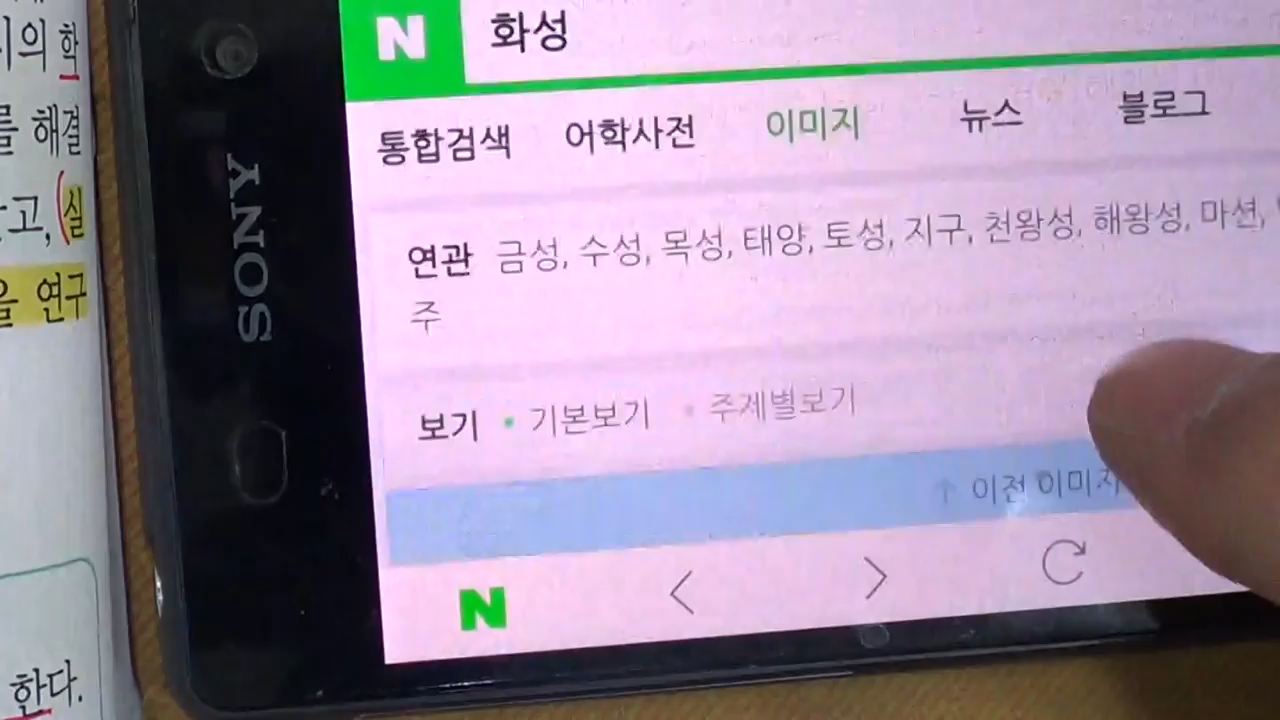 의 학
를 해결
고, (실
을 연구
한다.
SONY
N 화성
통합검색 어학사전 이미지 뉴스 블로그
연관 금성, 수성, 목성, 태양, 토성, 지구, 천왕성, 해왕성, 마션,
주
보기 • 기본보기 • 주제별보기
↑ 이전 이미지
N < >